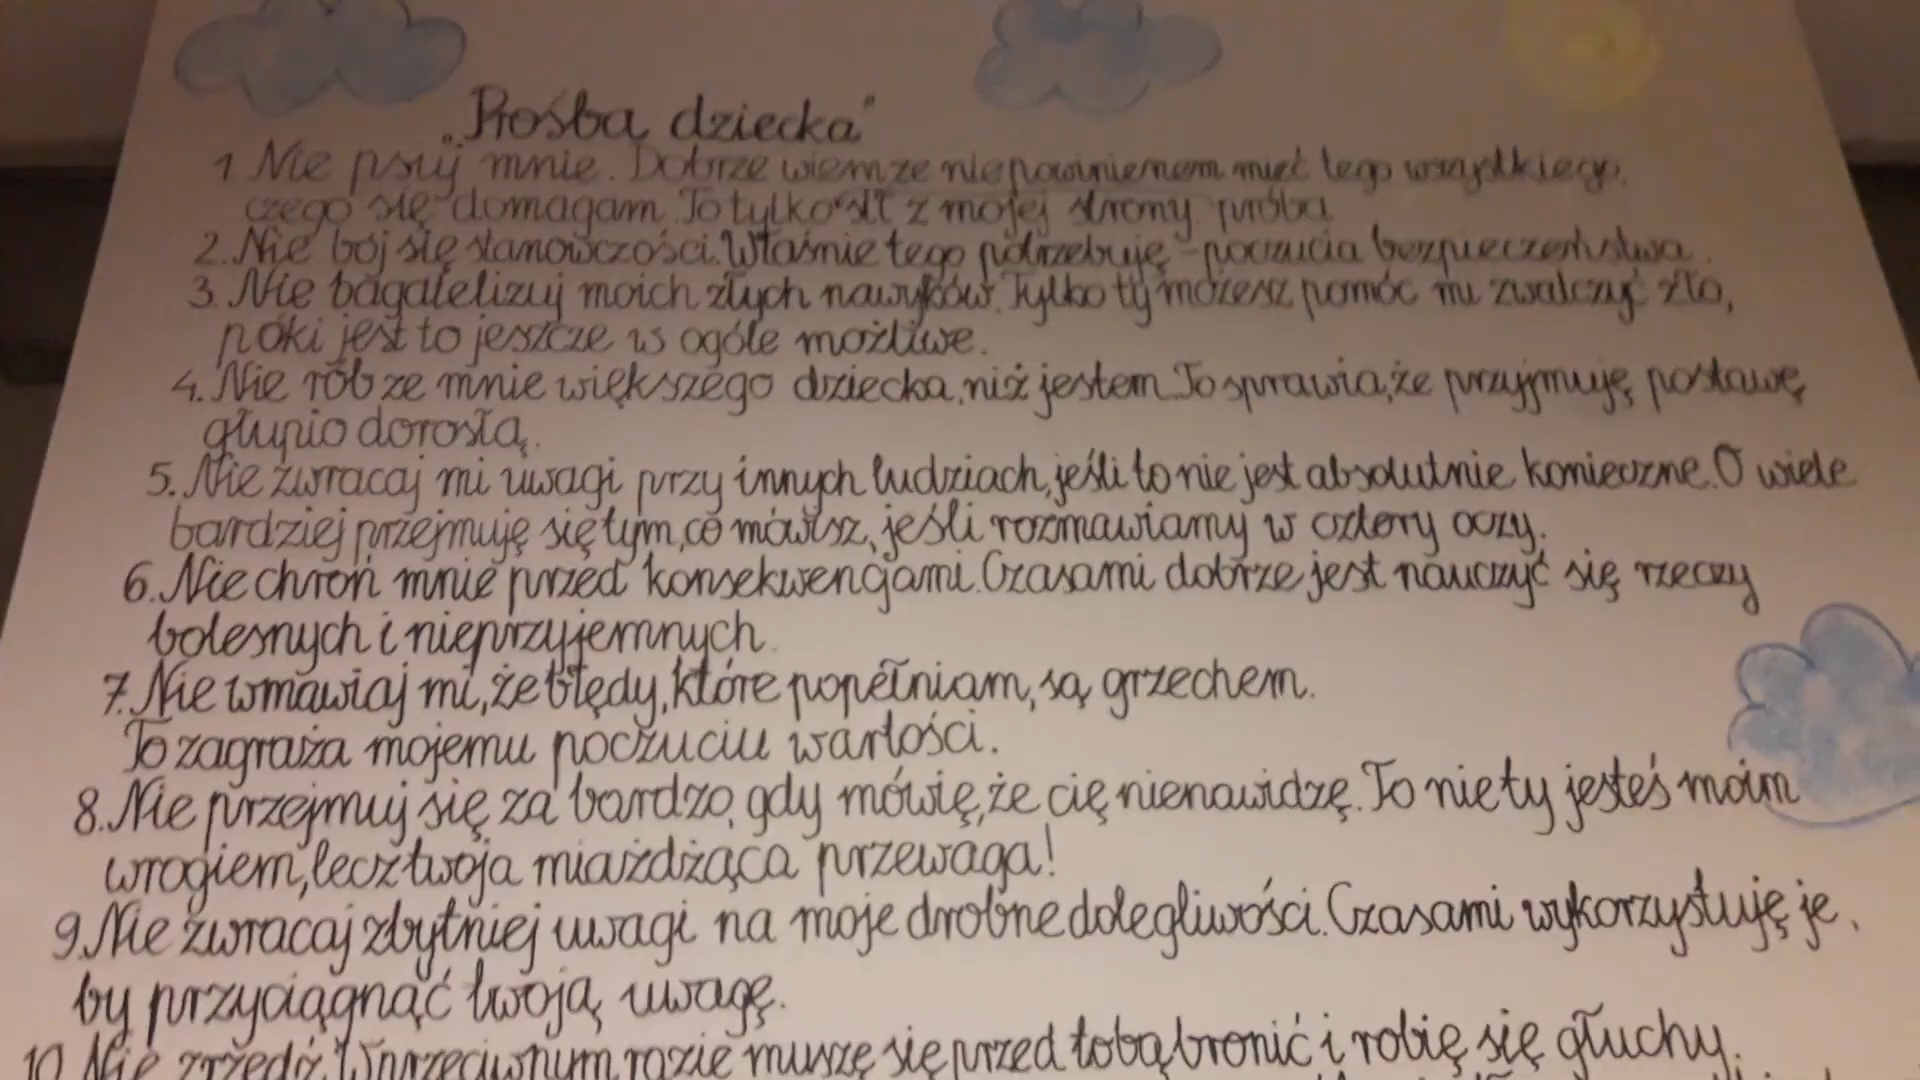 „Prośba dziecka"
1. Nie psuj mnie. Dobrze wiem że nie powinienem mieć tego wszystkiego,
czego się domagam. To tylko z mojej strony próba
2. Nie bój się stanowczości. Właśnie tego potrzebuję - poczucia bezpieczeństwa.
3. Nie bagatelizuj moich złych nawyków. Tylko ty możesz pomóc mi zwalczyć zło,
póki jest to jeszcze w ogóle możliwe.
4. Nie rób ze mnie większego dziecka, niż jestem. To sprawia, że przyjmuję postawę
głupio dorosłą.
5. Nie zwracaj mi uwagi przy innych ludziach, jeśli to nie jest absolutnie konieczne. O wiele
bardziej przejmuję się tym, co mówisz, jeśli rozmawiamy w cztery oczy.
6. Nie chroń mnie przed konsekwencjami. Czasami dobrze jest nauczyć się rzeczy
bolesnych i nieprzyjemnych.
7. Nie wmawiaj mi, że błędy, które popełniam, są grzechem.
To zagraża mojemu poczuciu wartości.
8. Nie przejmuj się za bardzo, gdy mówię, że cię nienawidzę. To nie ty jesteś moim
wrogiem, lecz twoja miażdżąca przewaga!
9. Nie zwracaj zbytniej uwagi na moje drobne dolegliwości. Czasami wykorzystuję je,
by przyciągnąć twoją uwagę.
10. Nie zrzędź. W przeciwnym razie muszę się przed tobą bronić i robię się głuchy.